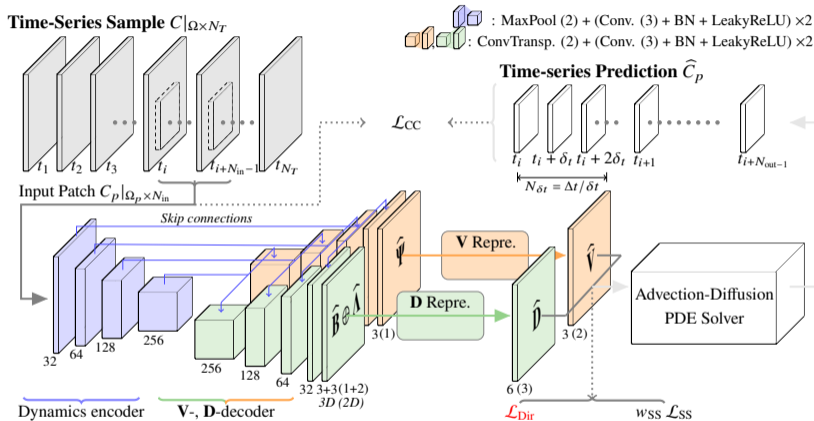 : MaxPool (2) + (Conv. (3) + BN + LeakyReLU) ×2
: ConvTransp. (2) + (Conv. (3) + BN + LeakyReLU) ×2
Time-Series Sample C|Ω×N_T
Time-series Prediction Ĉ_p
t_1 t_2 t_3 t_i t_{i+N_in−1} t_{N_T}
L_CC
t_i t_i + δ_t t_i + 2δ_t t_{i+1} t_{i+N_out−1}
N_{δt} = Δt/δt
Input Patch C_p|Ω_p×N_in
Skip connections
Ψ̂
V Repre.
V̂
B̂ ⊕ Λ̂
D Repre.
D̂
Advection-Diffusion
PDE Solver
32 64 128 256
256 128 64 32 3+3(1+2)
3D (2D)
3(1)
3 (2)
6 (3)
Dynamics encoder
V-, D-decoder
L_Dir
w_SS L_SS